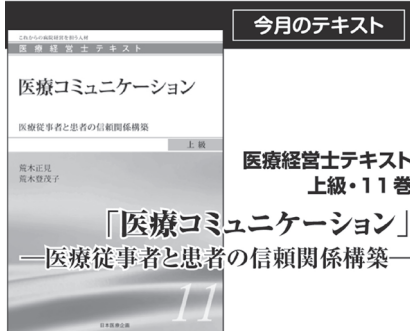 今月のテキスト
これからの病院経営を担う人材
医療経営士テキスト
医療コミュニケーション
医療従事者と患者の信頼関係構築
上級
荒木正見
荒木登茂子
11
日本医療企画
医療経営士テキスト
上級・11巻
「医療コミュニケーション」
―医療従事者と患者の信頼関係構築―